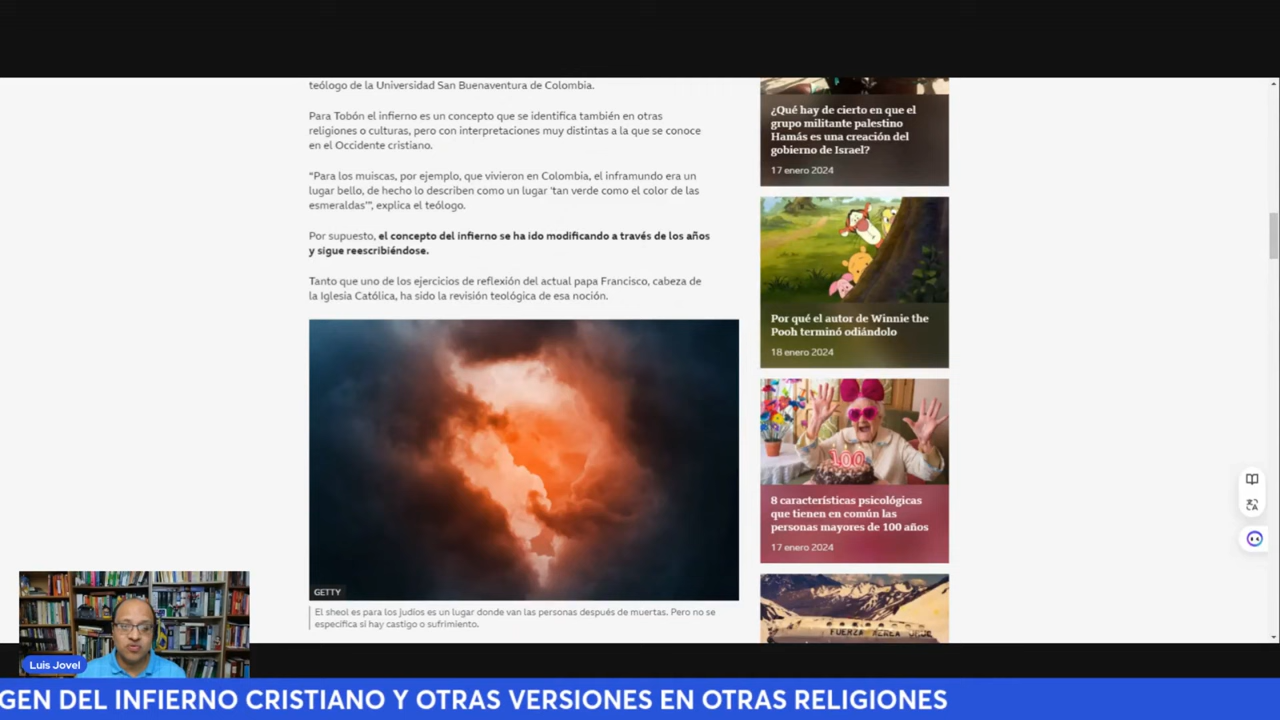 teólogo de la Universidad San Buenaventura de Colombia.
Para Tobón el infierno es un concepto que se identifica también en otras
religiones o culturas, pero con interpretaciones muy distintas a la que se conoce
en el Occidente cristiano.
“Para los muiscas, por ejemplo, que vivieron en Colombia, el inframundo era un
lugar bello, de hecho lo describen como un lugar ‘tan verde como el color de las
esmeraldas’”, explica el teólogo.
Por supuesto, el concepto del infierno se ha ido modificando a través de los años
y sigue reescribiéndose.
Tanto que uno de los ejercicios de reflexión del actual papa Francisco, cabeza de
la Iglesia Católica, ha sido la revisión teológica de esa noción.
GETTY
El sheol es para los judíos es un lugar donde van las personas después de muertas. Pero no se
especifica si hay castigo o sufrimiento.
¿Qué hay de cierto en que el
grupo militante palestino
Hamás es una creación del
gobierno de Israel?
17 enero 2024
Por qué el autor de Winnie the
Pooh terminó odiándolo
18 enero 2024
100
8 características psicológicas
que tienen en común las
personas mayores de 100 años
17 enero 2024
FUERZA AEREA
Luis Jovel
GEN DEL INFIERNO CRISTIANO Y OTRAS VERSIONES EN OTRAS RELIGIONES